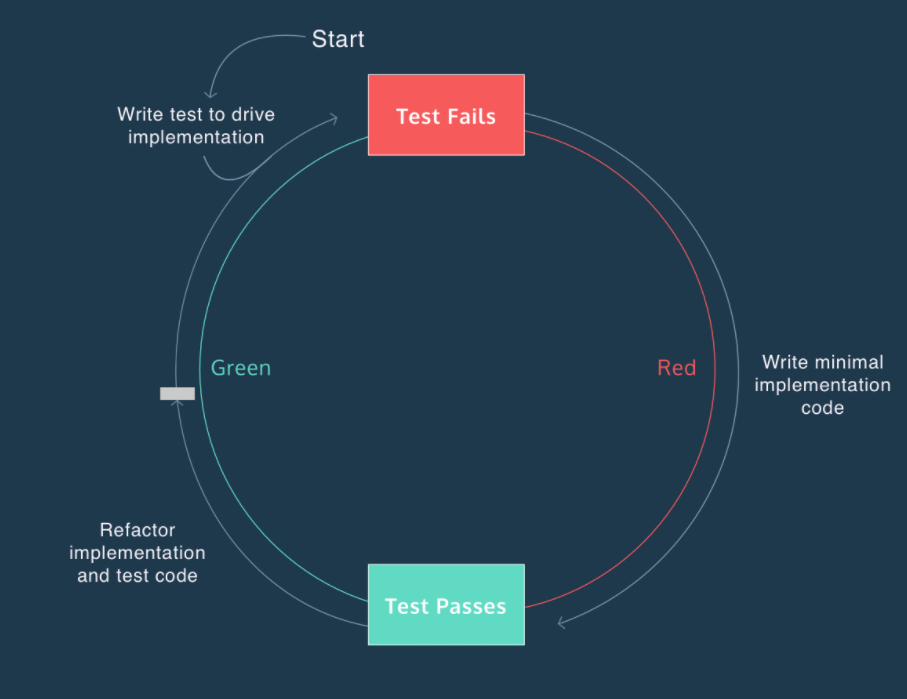 Start
Write test to drive
implementation
Test Fails
Green
Red
Write minimal
implementation
code
Refactor
implementation
and test code
Test Passes